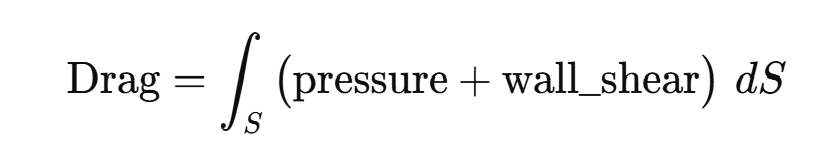 Drag = ∫_S (pressure + wall_shear) dS